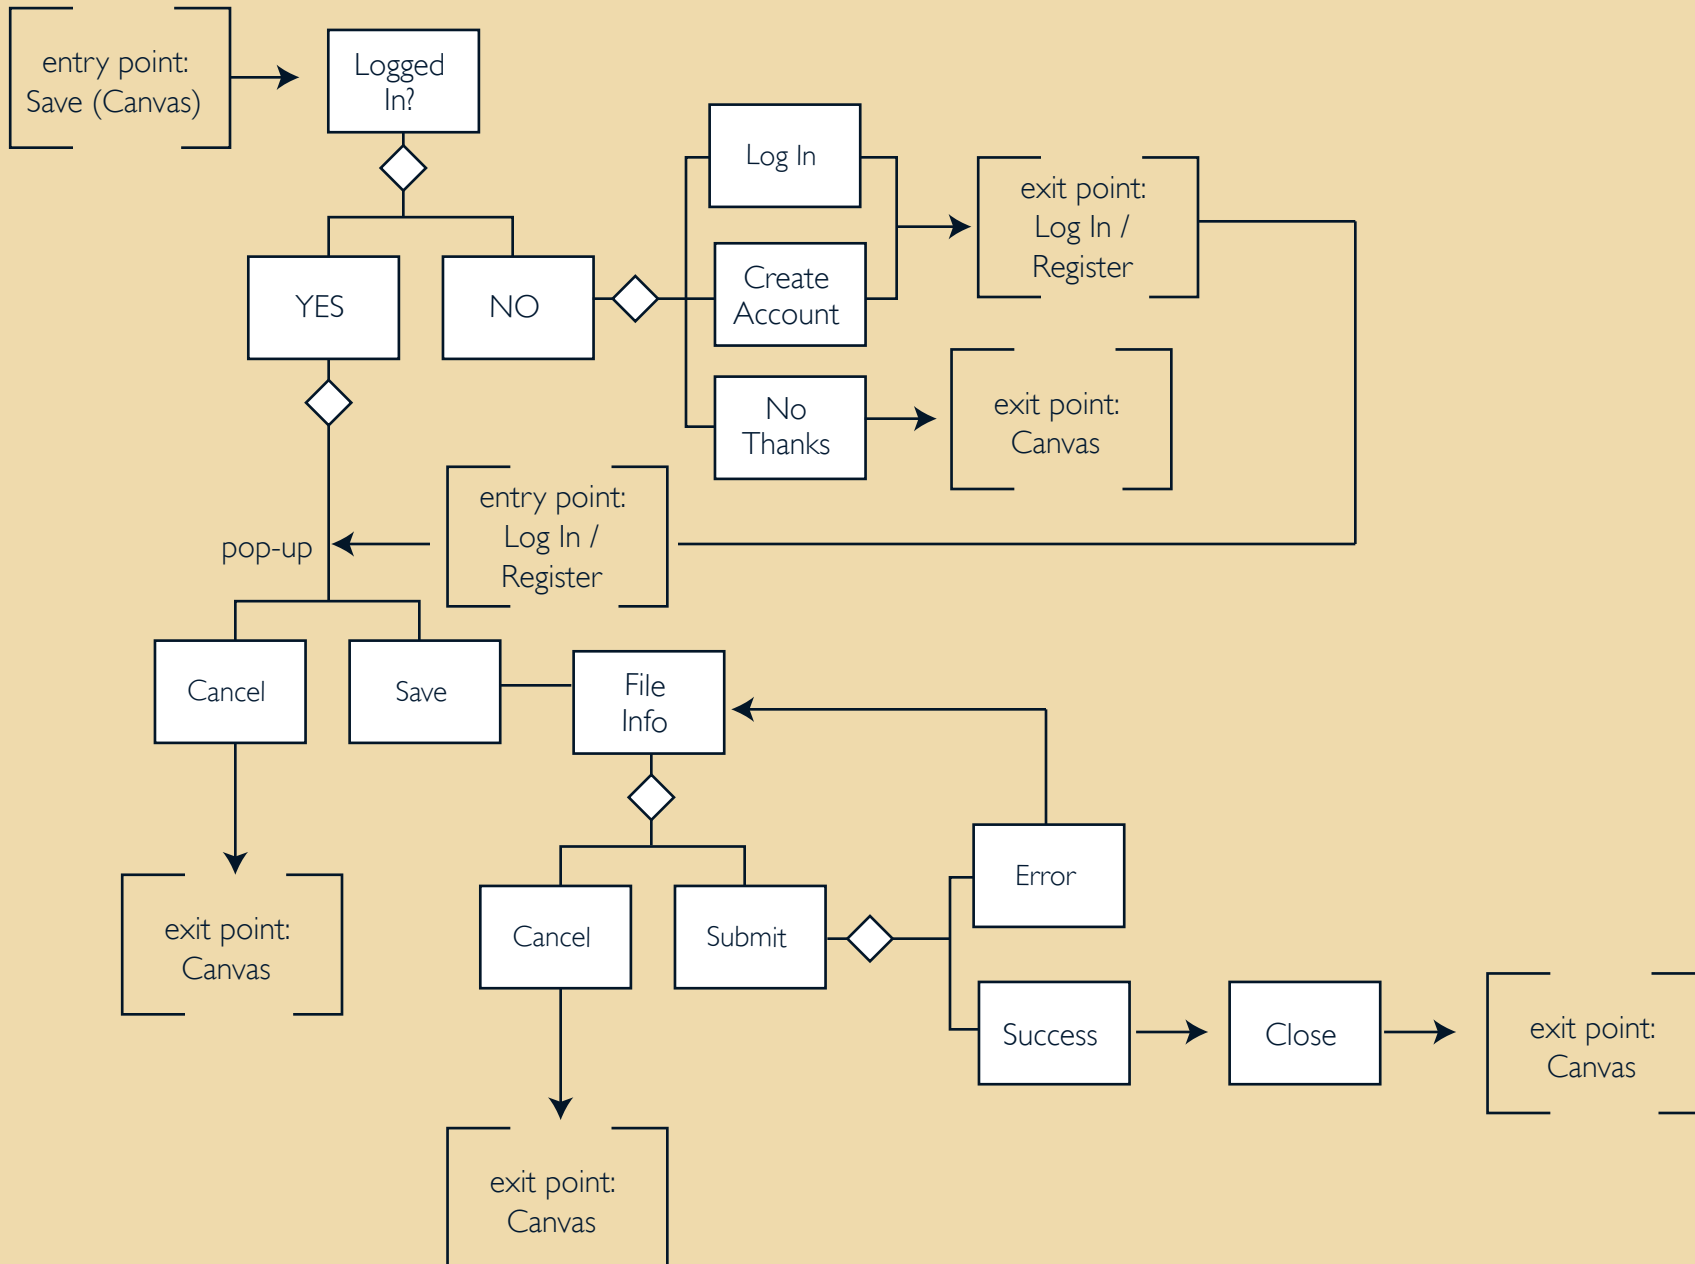 entry point:
Save (Canvas)
Logged
In?
Log In
exit point:
Log In /
Register
YES
NO
Create
Account
No
Thanks
exit point:
Canvas
entry point:
Log In /
Register
pop-up
Cancel
Save
File
Info
Error
exit point:
Canvas
Cancel
Submit
Success
Close
exit point:
Canvas
exit point:
Canvas